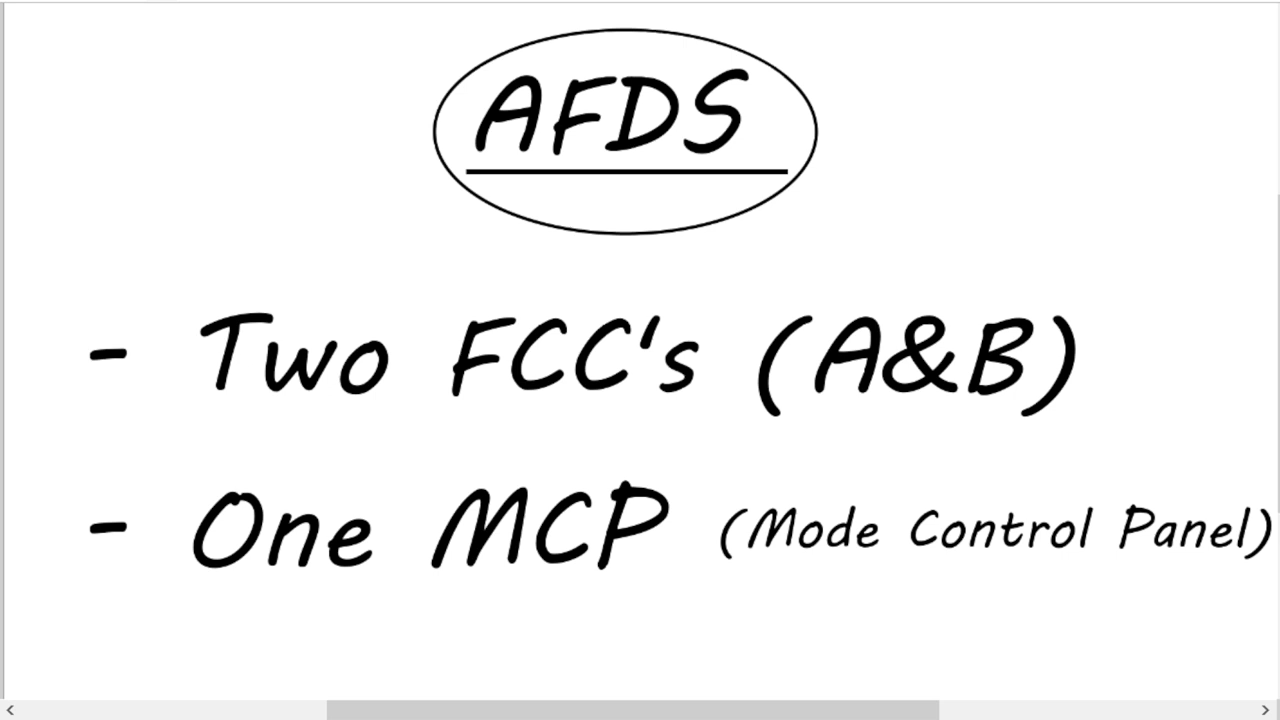 AFDS
- Two FCC's (A&B)
- One MCP (Mode Control Panel)